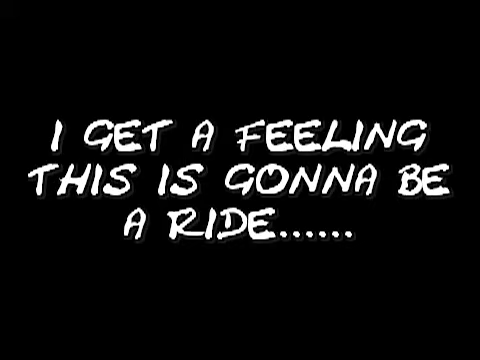 I GET A FEELING
THIS IS GONNA BE
A RIDE......